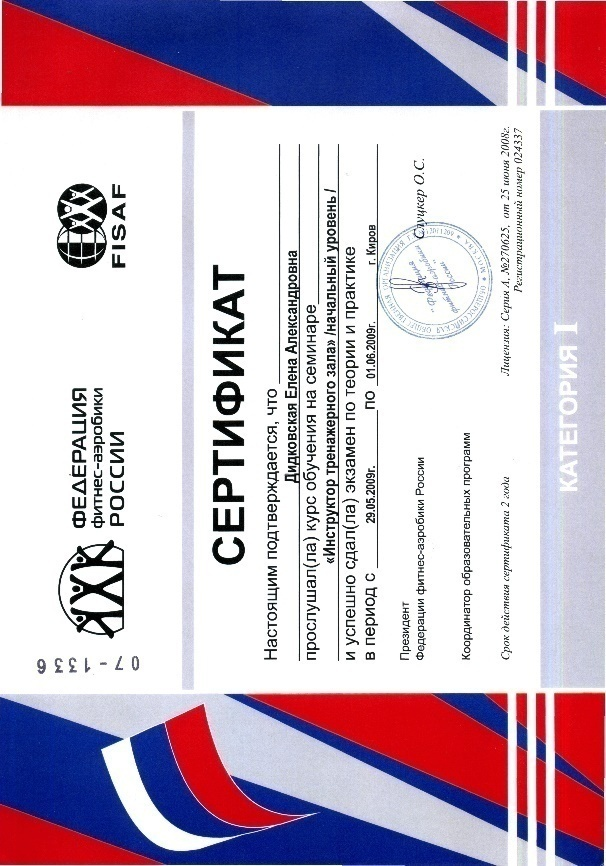 07-1336
ФЕДЕРАЦИЯ
фитнес-аэробики
РОССИИ
FISAF
СЕРТИФИКАТ
Настоящим подтверждается, что
Дидковская Елена Александровна
прослушал(ла) курс обучения на семинаре
«Инструктор тренажерного зала» /начальный уровень /
и успешно сдал(ла) экзамен по теории и практике
в период с 29.05.2009г. по 01.06.2009г. г. Киров
Президент
Федерации фитнес-аэробики России Слуцкер О.С.
Координатор образовательных программ
Срок действия сертификата 2 года
Лицензия: Серия А, №270625, от 25 июня 2008г.
Регистрационный номер 024337
КАТЕГОРИЯ I